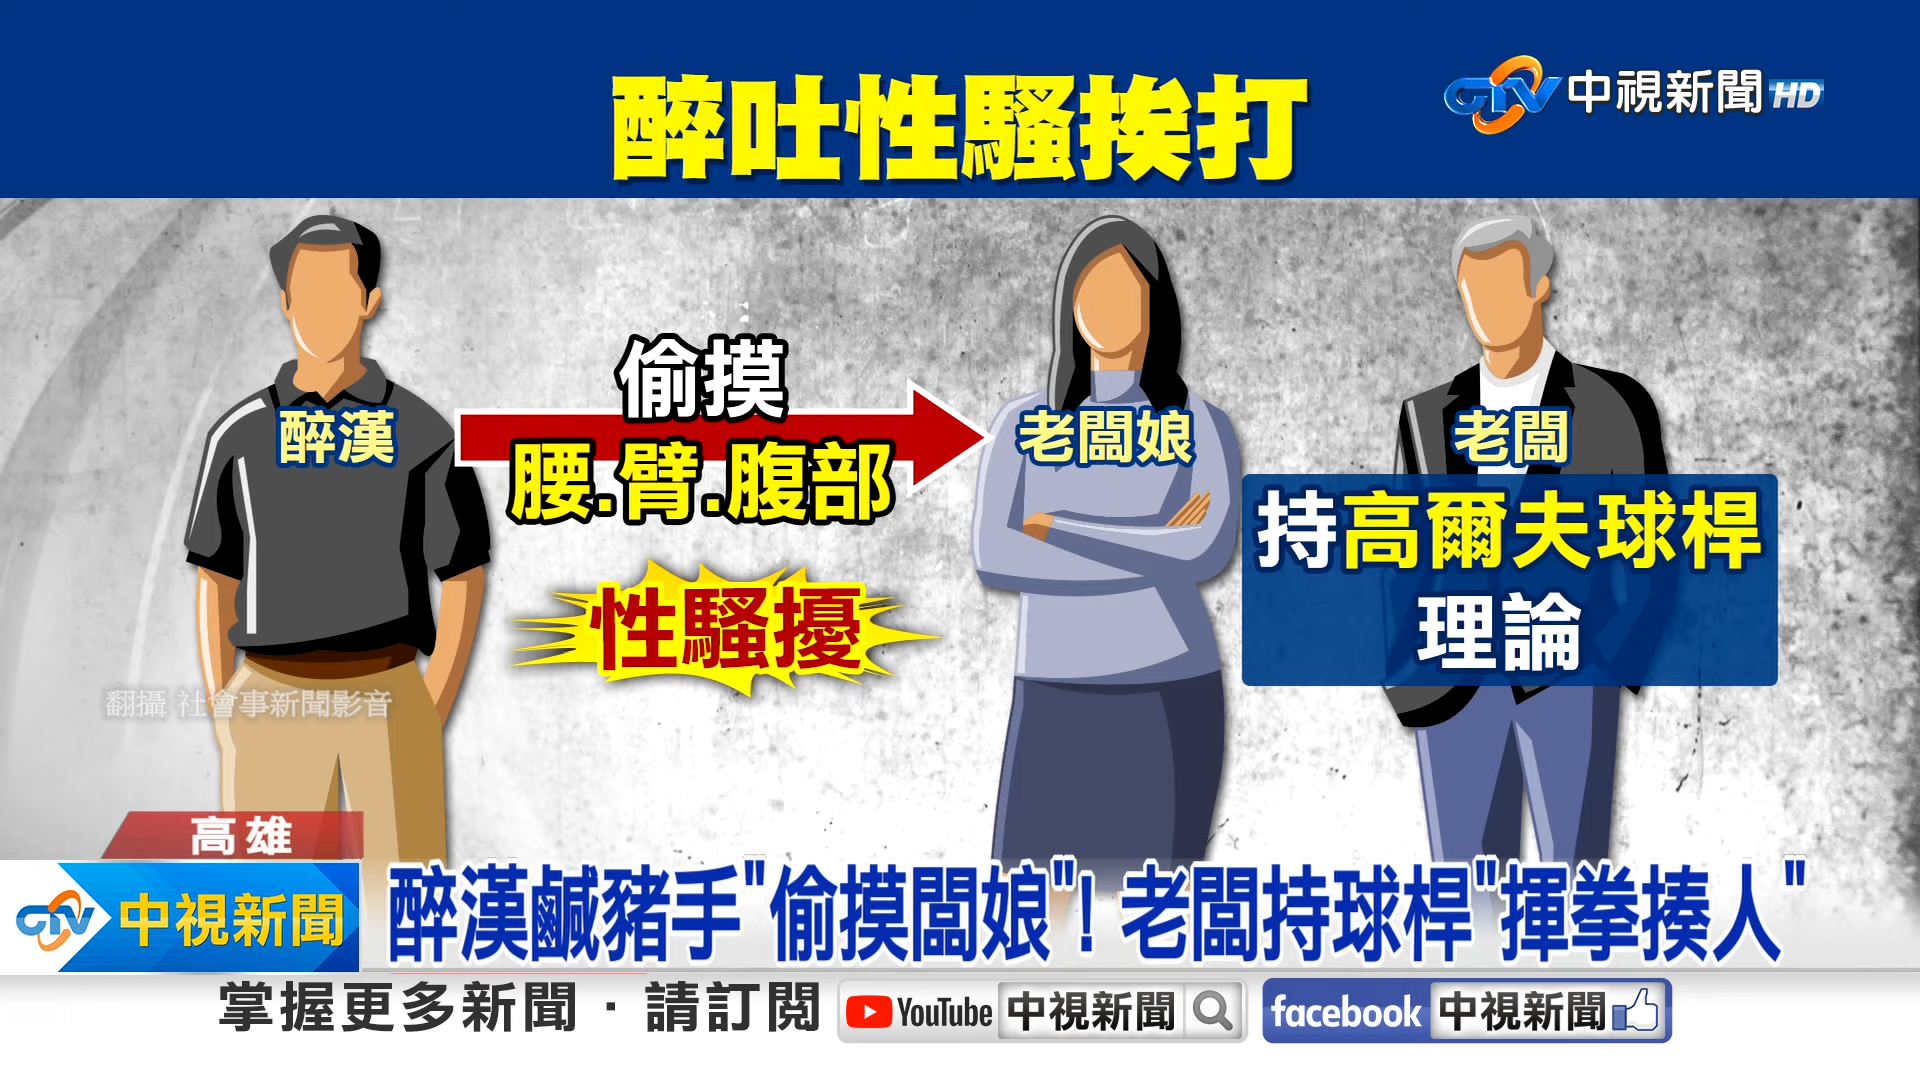 醉吐性騷挨打
CTV 中視新聞 HD
偷摸
醉漢
腰.臂.腹部
老闆娘
老闆
持高爾夫球桿
理論
性騷擾
翻攝 社會事新聞影音
高雄
CTV 中視新聞
醉漢鹹豬手"偷摸闆娘"! 老闆持球桿"揮拳揍人"
掌握更多新聞·請訂閱 YouTube 中視新聞 facebook 中視新聞